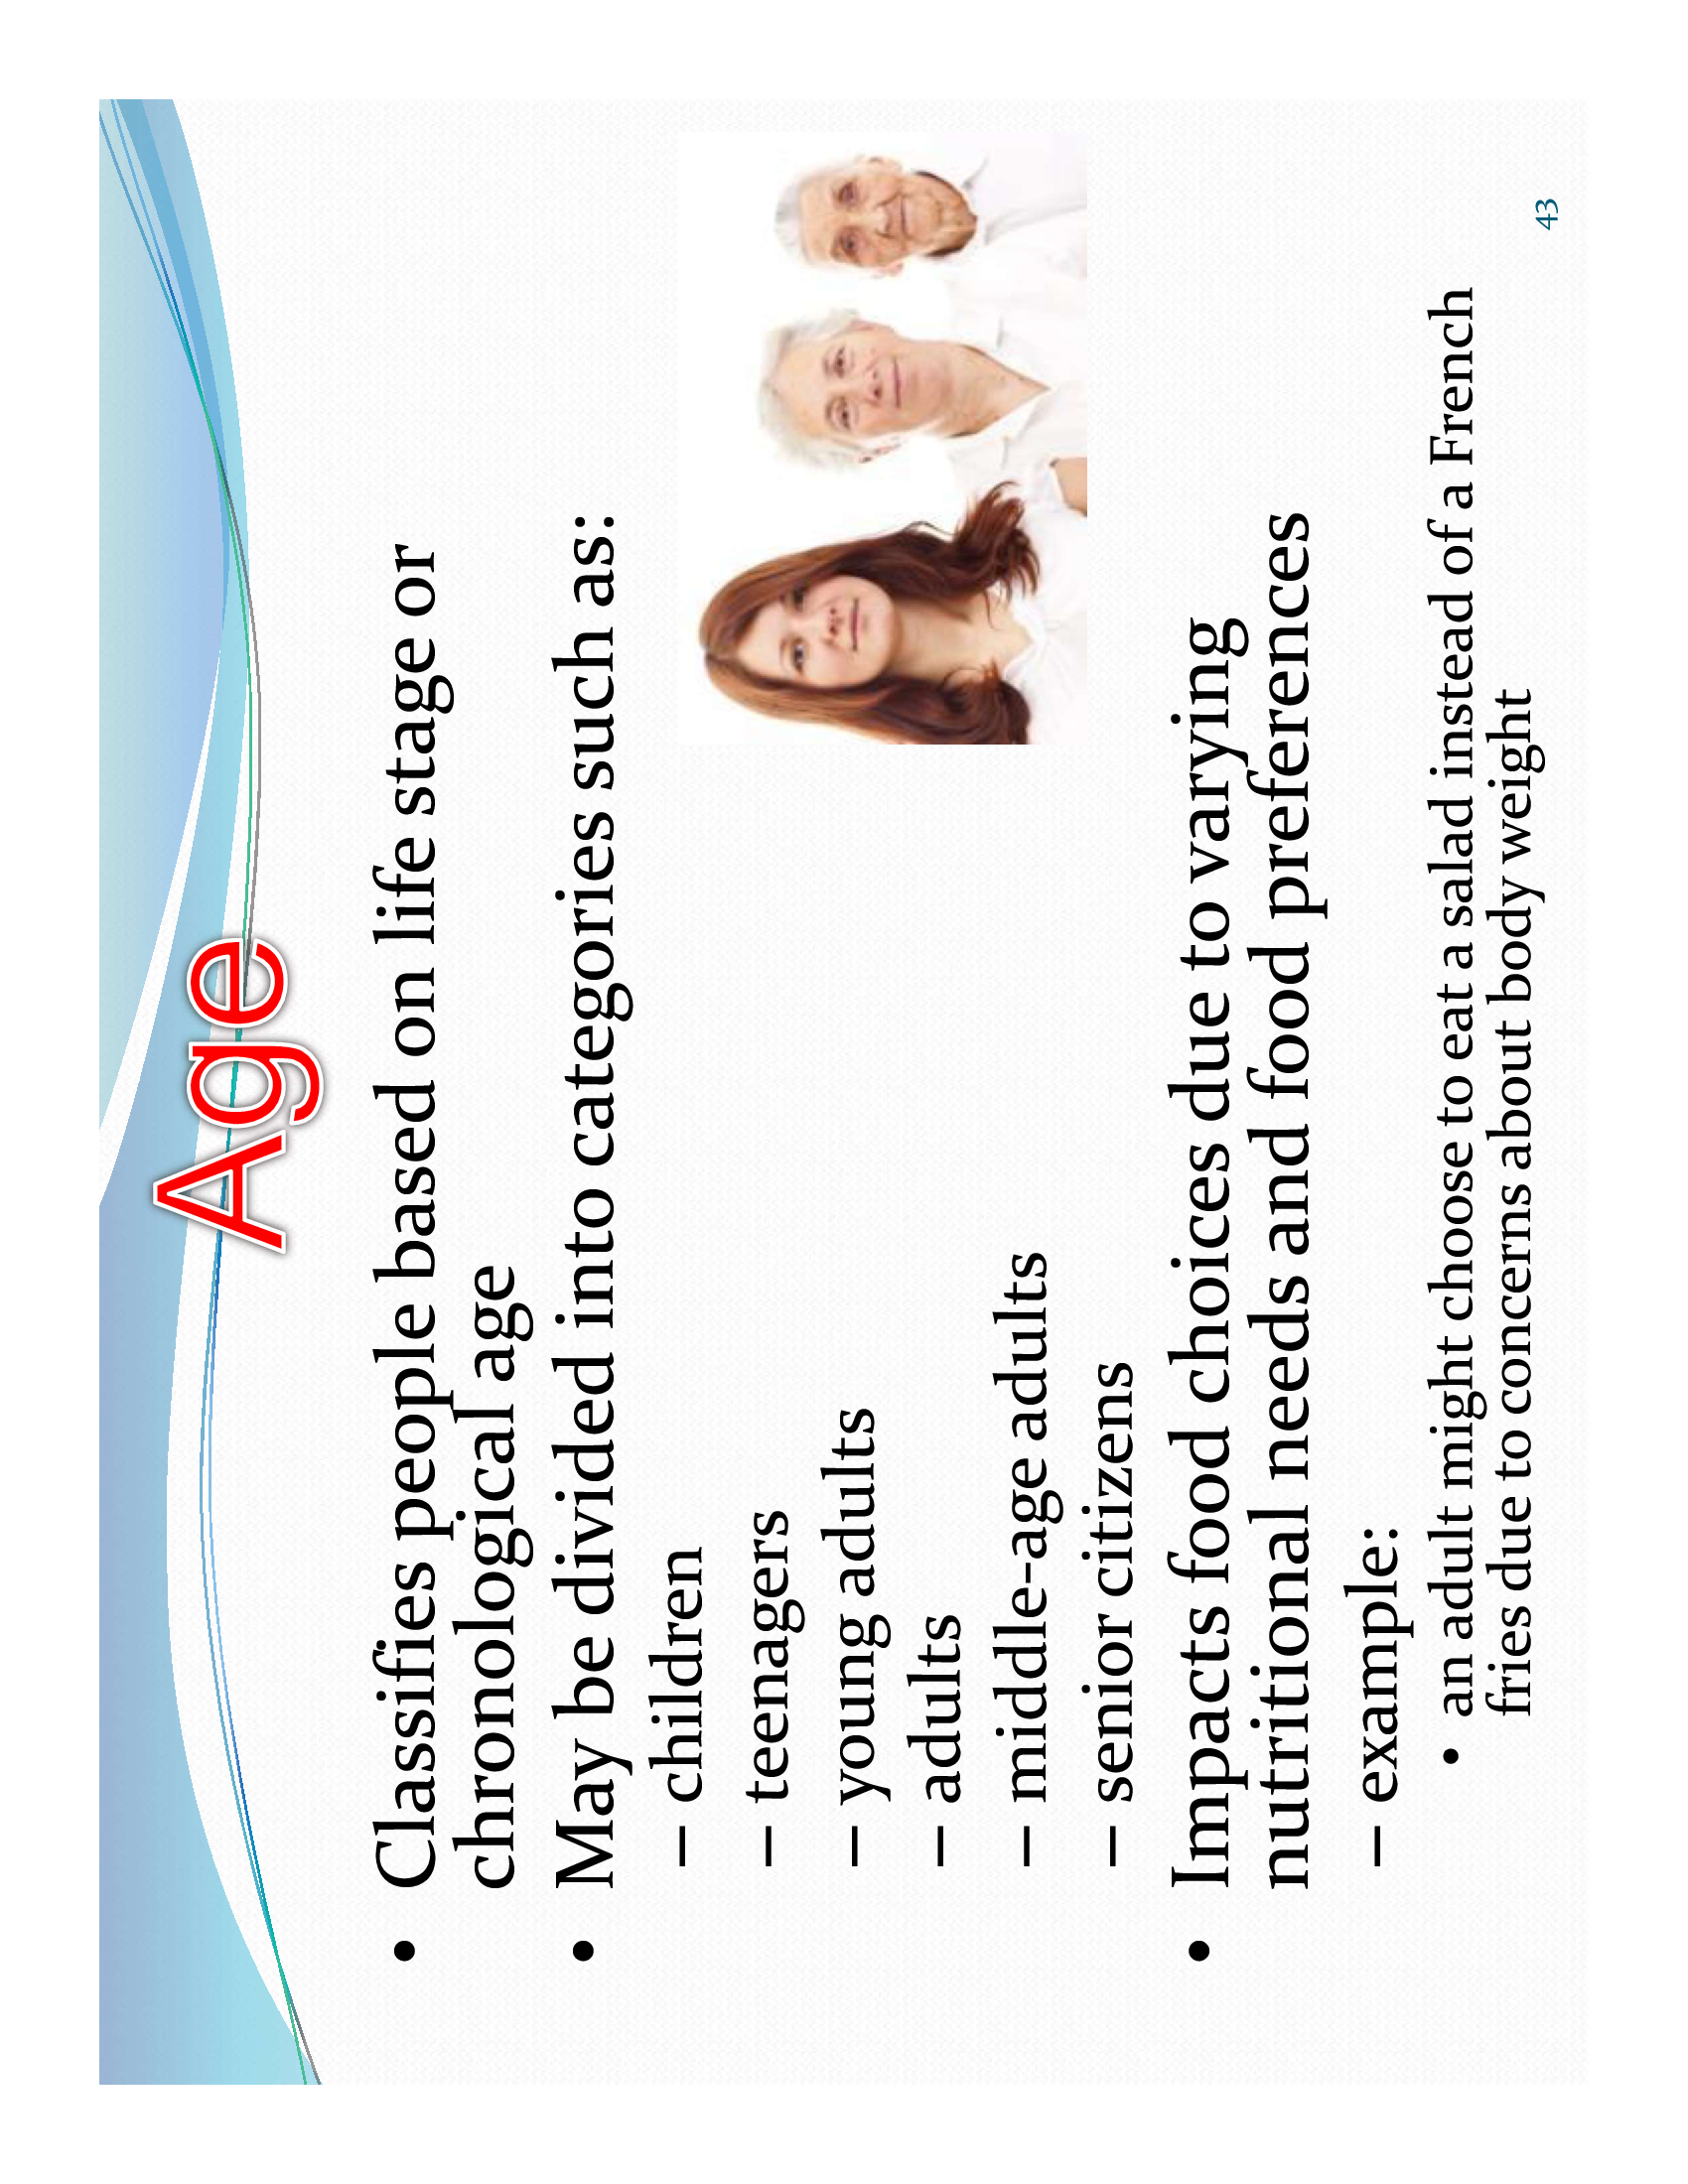 Age
• Classifies people based on life stage or
chronological age
• May be divided into categories such as:
– children
– teenagers
– young adults
– adults
– middle-age adults
– senior citizens
• Impacts food choices due to varying
nutritional needs and food preferences
– example:
• an adult might choose to eat a salad instead of a French
fries due to concerns about body weight
43